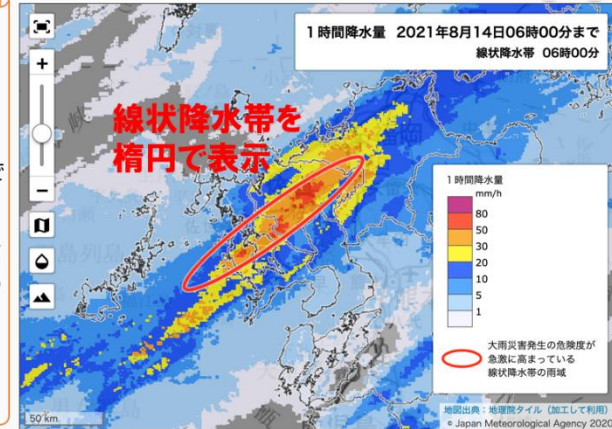 1時間降水量 2021年8月14日06時00分まで
線状降水帯 06時00分
線状降水帯を
楕円で表示
1時間降水量
mm/h
80
50
30
20
10
5
1
大雨災害発生の危険度が
急激に高まっている
線状降水帯の雨域
50 km
地図出典：地理院タイル（加工して利用）
© Japan Meteorological Agency 2020